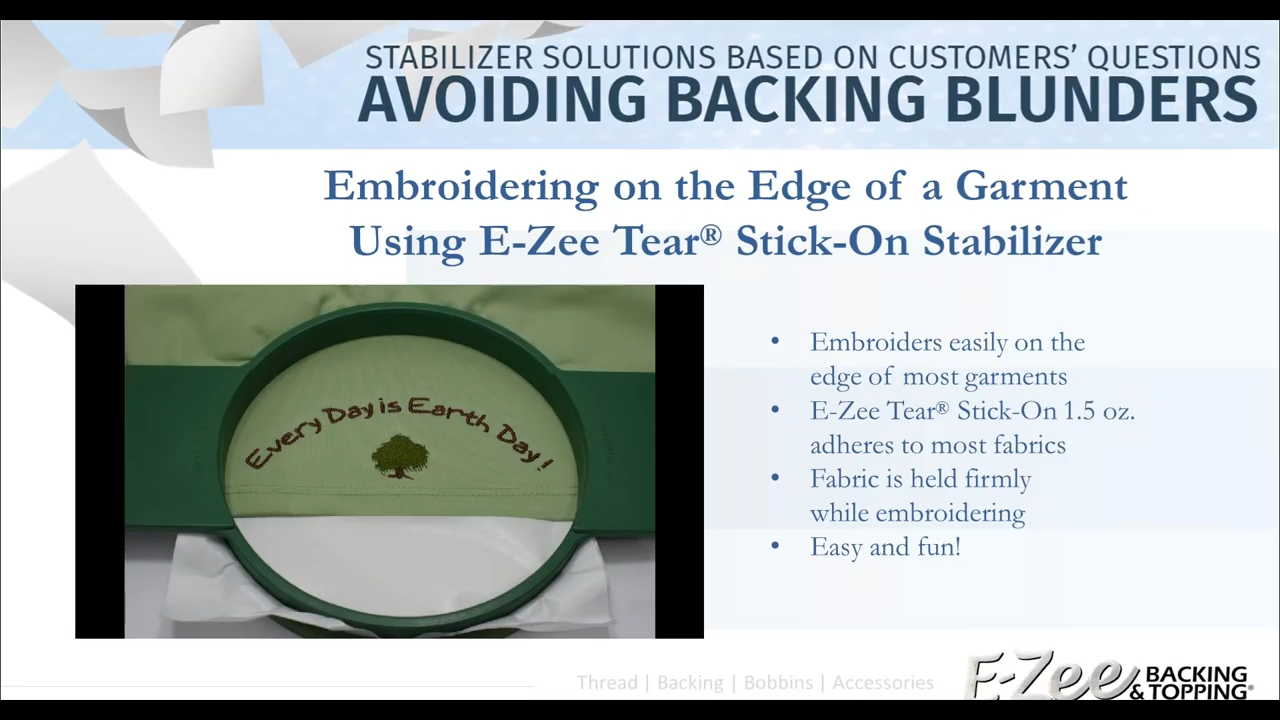 STABILIZER SOLUTIONS BASED ON CUSTOMERS' QUESTIONS
AVOIDING BACKING BLUNDERS
Embroidering on the Edge of a Garment
Using E-Zee Tear® Stick-On Stabilizer
Every Day is Earth Day!
• Embroiders easily on the
edge of most garments
• E-Zee Tear® Stick-On 1.5 oz.
adheres to most fabrics
• Fabric is held firmly
while embroidering
• Easy and fun!
Thread | Backing | Bobbins | Accessories
E-Zee BACKING
& TOPPING®